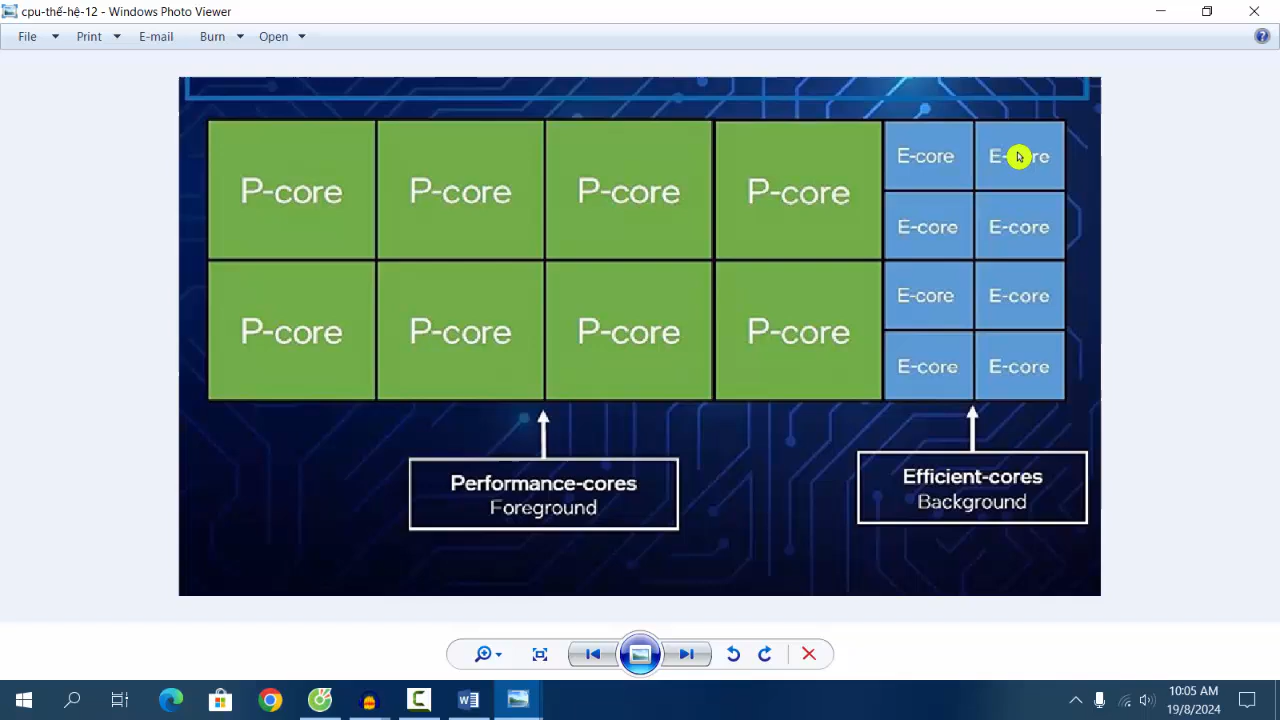 cpu-thế-hệ-12 - Windows Photo Viewer
File Print E-mail Burn Open
P-core P-core P-core P-core E-core E-core
E-core E-core
P-core P-core P-core P-core E-core E-core
E-core E-core
Performance-cores
Foreground
Efficient-cores
Background
10:05 AM
19/8/2024